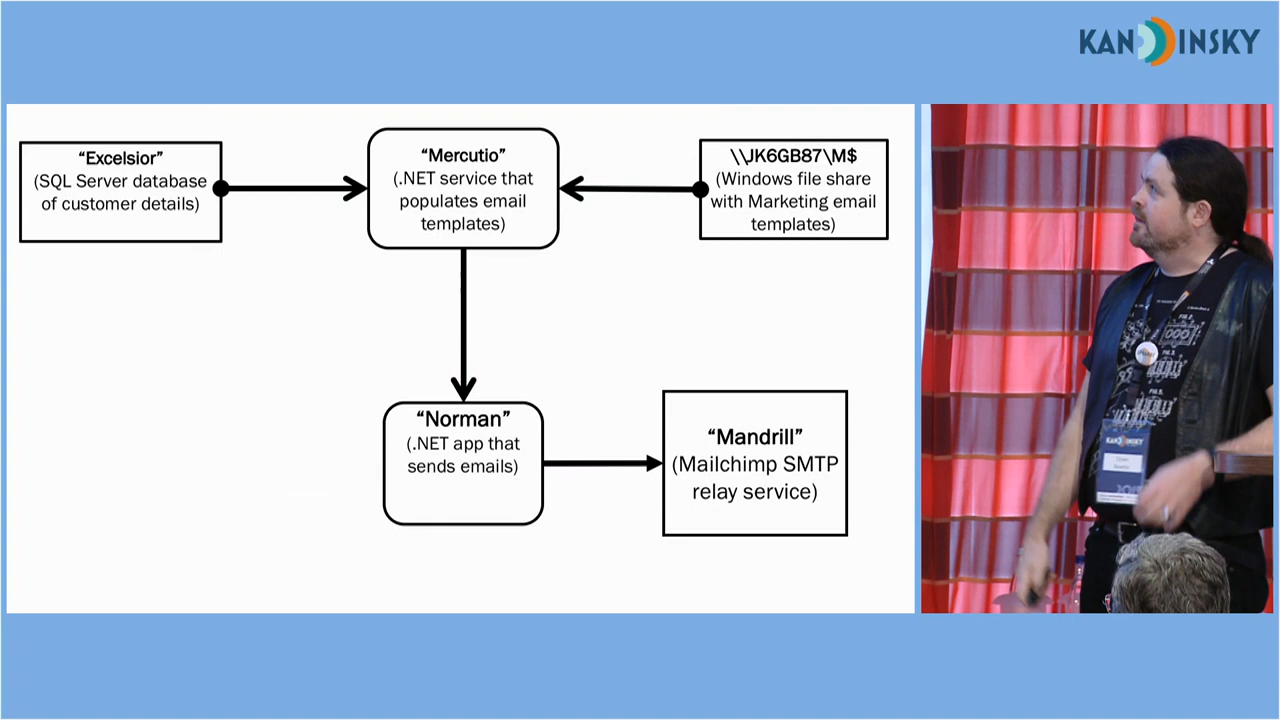 KANDINSKY
“Excelsior”
(SQL Server database
of customer details)
“Mercutio”
(.NET service that
populates email
templates)
\\JK6GB87\M$
(Windows file share
with Marketing email
templates)
“Norman”
(.NET app that
sends emails)
“Mandrill”
(Mailchimp SMTP
relay service)
KANDINSKY